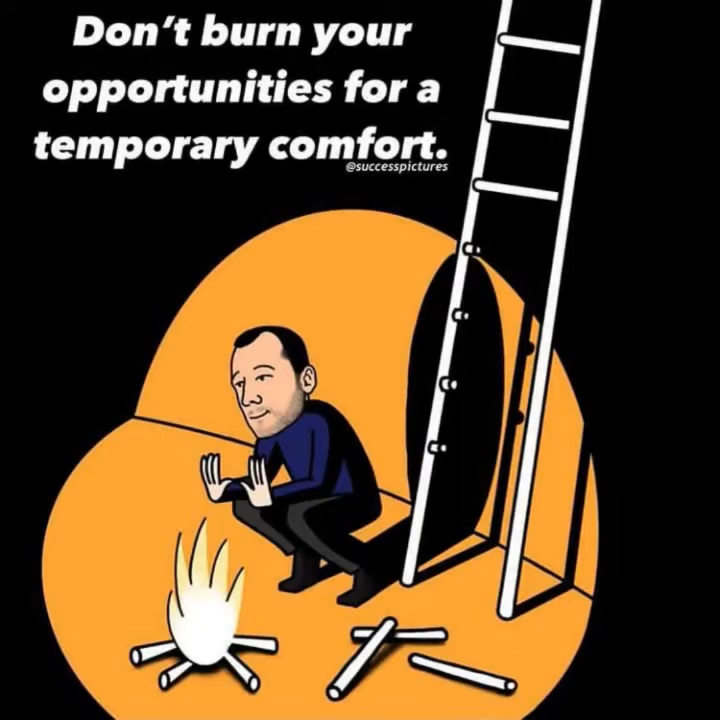 Don't burn your
opportunities for a
temporary comfort.
@successpictures